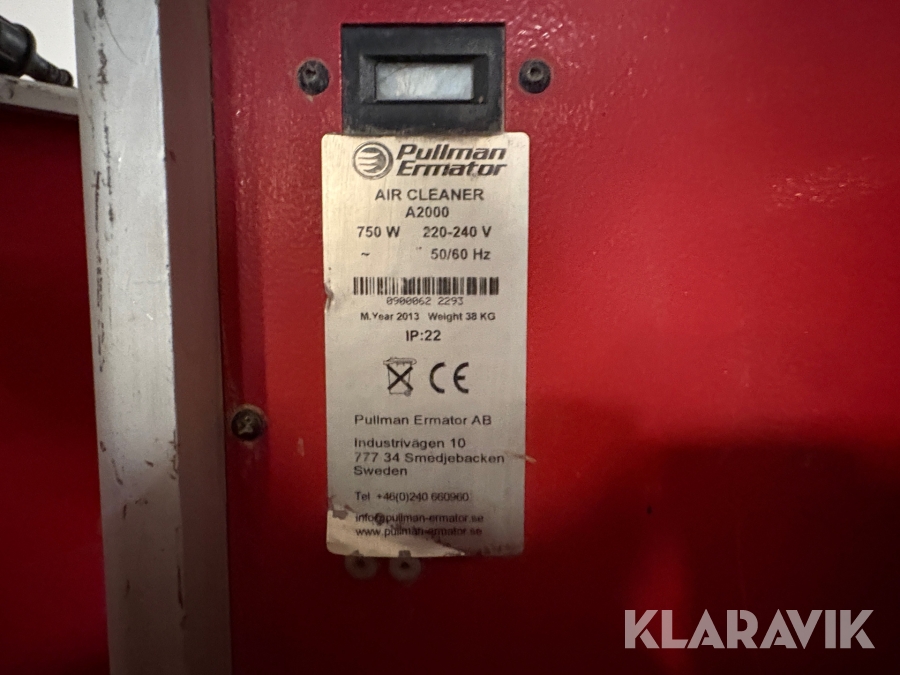 Pullman
Ermator
AIR CLEANER
A2000
750 W 220-240 V
~ 50/60 Hz
0900062 2293
M.Year 2013 Weight 38 KG
IP:22
CE
Pullman Ermator AB
Industrivägen 10
777 34 Smedjebacken
Sweden
Tel +46(0)240 660960
info@pullman-ermator.se
www.pullman-ermator.se
KLARAVIK